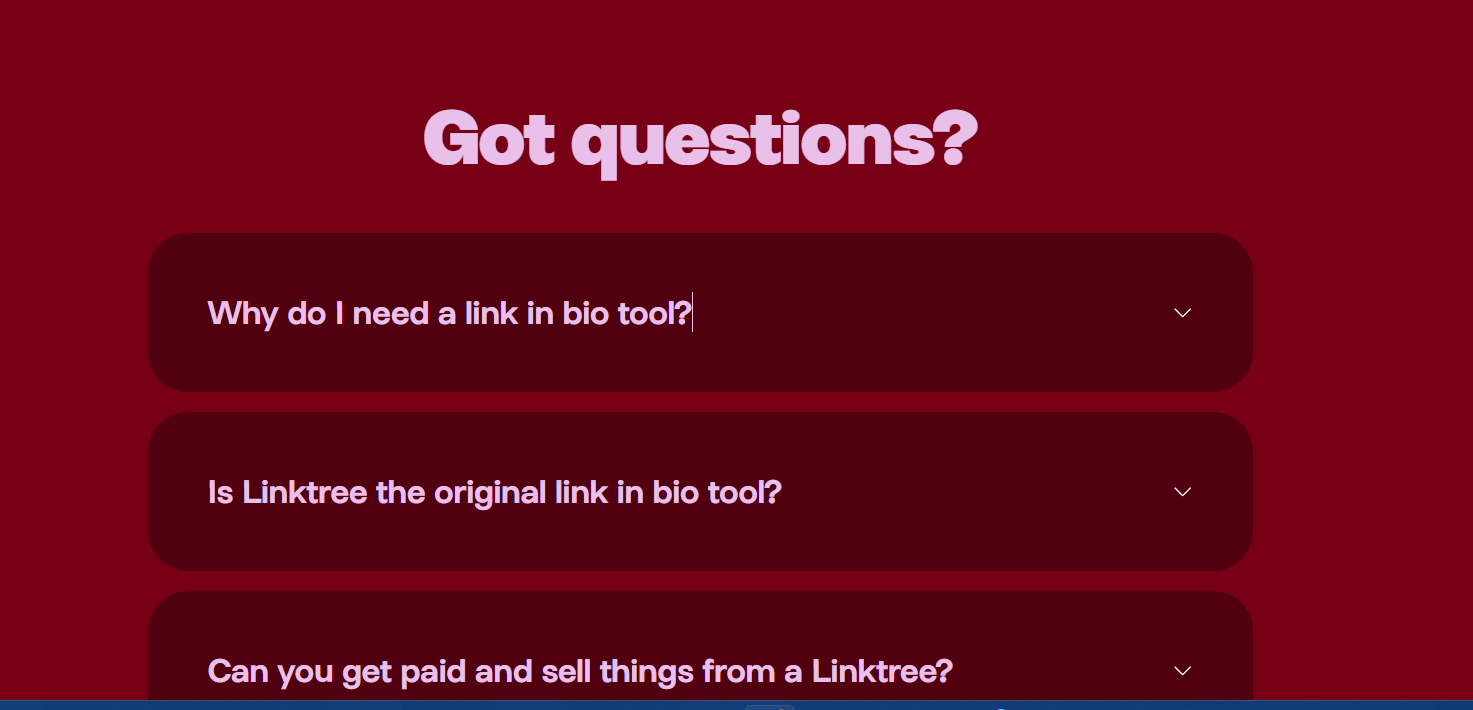 Got questions?
Why do I need a link in bio tool?
Is Linktree the original link in bio tool?
Can you get paid and sell things from a Linktree?